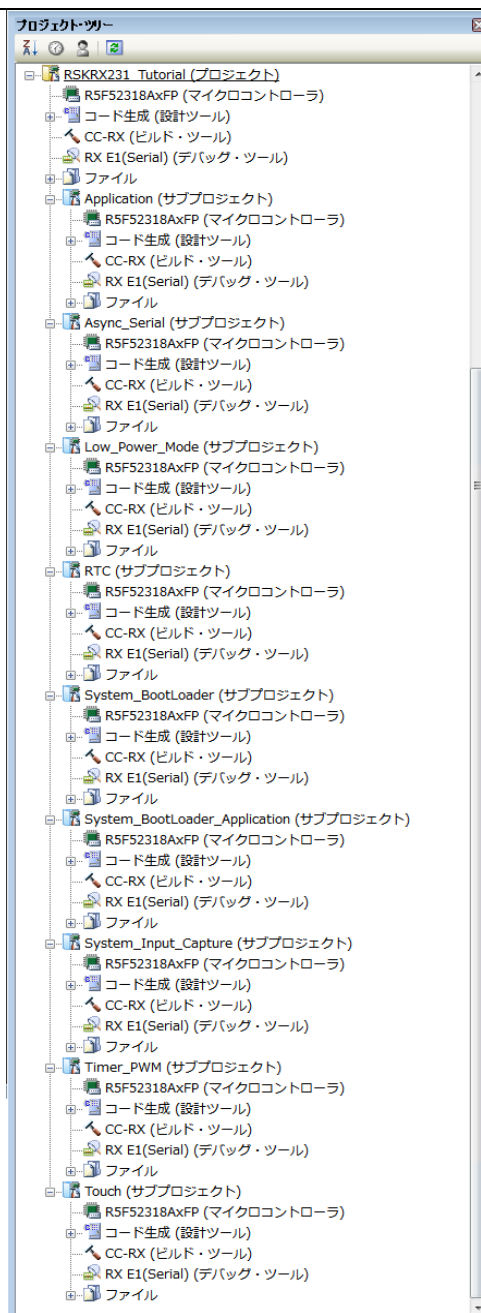 プロジェクト・ツリー
RSKRX231_Tutorial (プロジェクト)
R5F52318AxFP (マイクロコントローラ)
コード生成 (設計ツール)
CC-RX (ビルド・ツール)
RX E1(Serial) (デバッグ・ツール)
ファイル
Application (サブプロジェクト)
R5F52318AxFP (マイクロコントローラ)
コード生成 (設計ツール)
CC-RX (ビルド・ツール)
RX E1(Serial) (デバッグ・ツール)
ファイル
Async_Serial (サブプロジェクト)
R5F52318AxFP (マイクロコントローラ)
コード生成 (設計ツール)
CC-RX (ビルド・ツール)
RX E1(Serial) (デバッグ・ツール)
ファイル
Low_Power_Mode (サブプロジェクト)
R5F52318AxFP (マイクロコントローラ)
コード生成 (設計ツール)
CC-RX (ビルド・ツール)
RX E1(Serial) (デバッグ・ツール)
ファイル
RTC (サブプロジェクト)
R5F52318AxFP (マイクロコントローラ)
コード生成 (設計ツール)
CC-RX (ビルド・ツール)
RX E1(Serial) (デバッグ・ツール)
ファイル
System_BootLoader (サブプロジェクト)
R5F52318AxFP (マイクロコントローラ)
コード生成 (設計ツール)
CC-RX (ビルド・ツール)
RX E1(Serial) (デバッグ・ツール)
ファイル
System_BootLoader_Application (サブプロジェクト)
R5F52318AxFP (マイクロコントローラ)
コード生成 (設計ツール)
CC-RX (ビルド・ツール)
RX E1(Serial) (デバッグ・ツール)
ファイル
System_Input_Capture (サブプロジェクト)
R5F52318AxFP (マイクロコントローラ)
コード生成 (設計ツール)
CC-RX (ビルド・ツール)
RX E1(Serial) (デバッグ・ツール)
ファイル
Timer_PWM (サブプロジェクト)
R5F52318AxFP (マイクロコントローラ)
コード生成 (設計ツール)
CC-RX (ビルド・ツール)
RX E1(Serial) (デバッグ・ツール)
ファイル
Touch (サブプロジェクト)
R5F52318AxFP (マイクロコントローラ)
コード生成 (設計ツール)
CC-RX (ビルド・ツール)
RX E1(Serial) (デバッグ・ツール)
ファイル